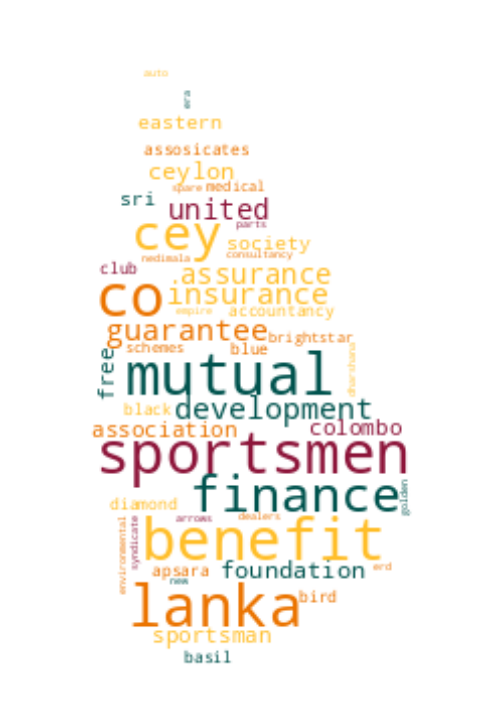 auto
era
eastern
assosicates
ceylon
spare medical
sri united
parts
cey society
nedimala consultancy
club .assurance
co insurance
empire accountancy
guarantee brightstar
schemes blue
free mutual dharshana
black development
association colombo
sportsmen
finance golden
diamond arrows dealers
environmental syndicate benefit
apsara foundation erd
new
lanka bird
sportsman
basil